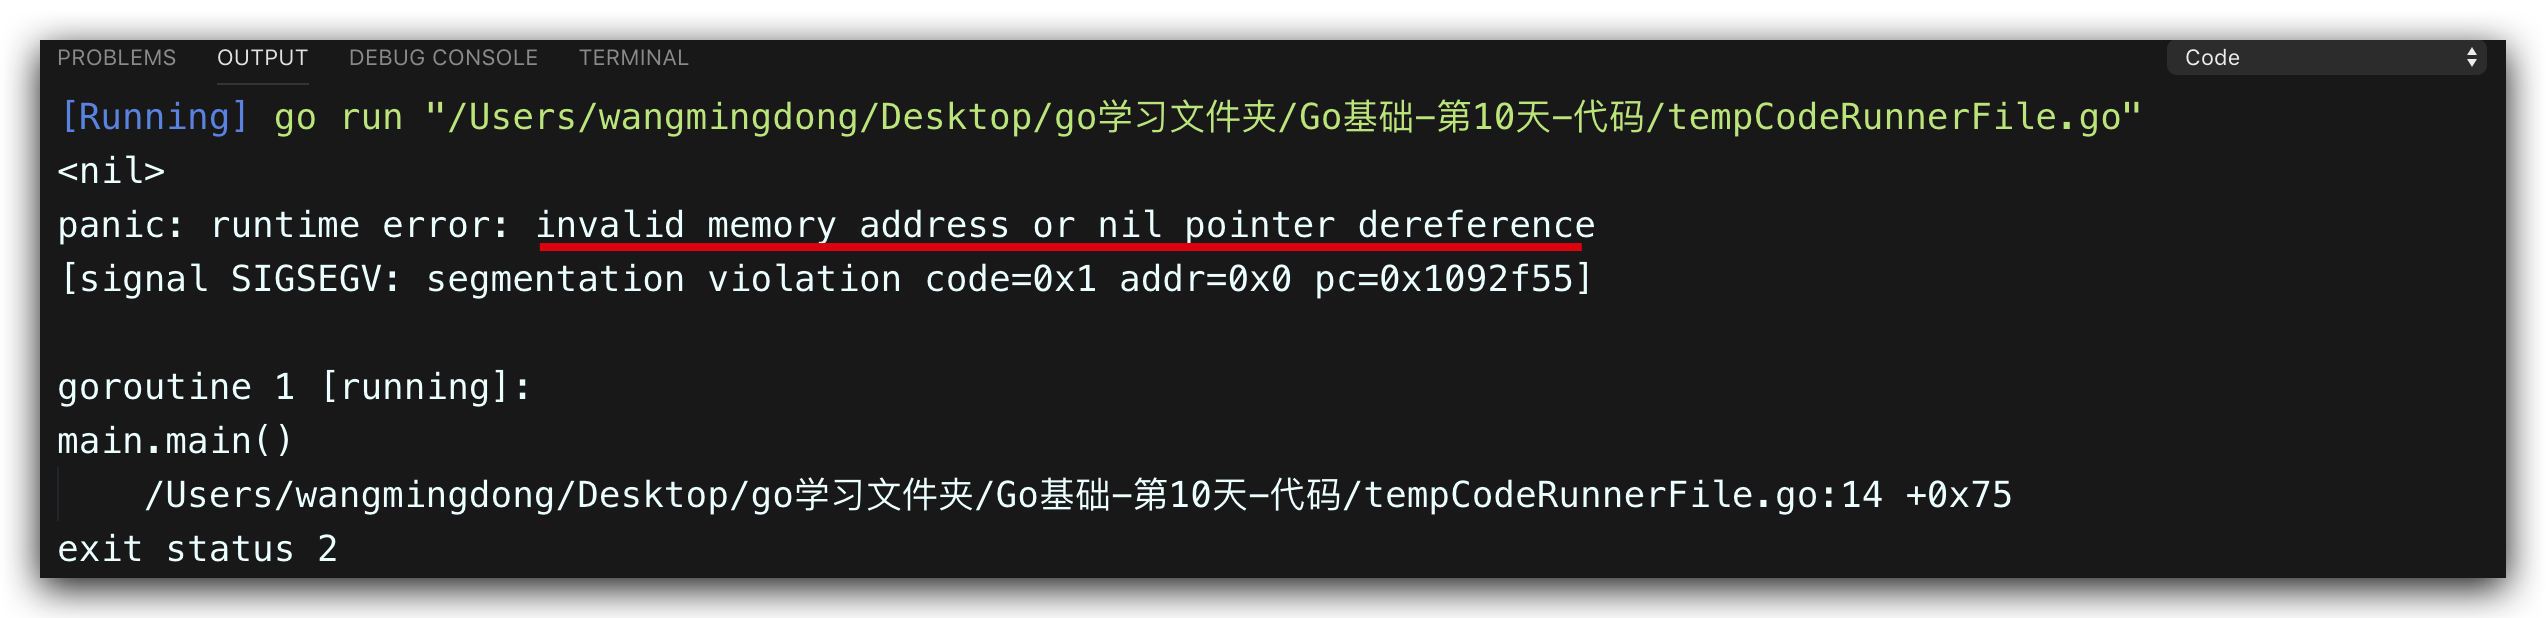 PROBLEMS OUTPUT DEBUG CONSOLE TERMINAL Code
[Running] go run "/Users/wangmingdong/Desktop/go学习文件夹/Go基础-第10天-代码/tempCodeRunnerFile.go"
<nil>
panic: runtime error: invalid memory address or nil pointer dereference
[signal SIGSEGV: segmentation violation code=0x1 addr=0x0 pc=0x1092f55]
goroutine 1 [running]:
main.main()
/Users/wangmingdong/Desktop/go学习文件夹/Go基础-第10天-代码/tempCodeRunnerFile.go:14 +0x75
exit status 2